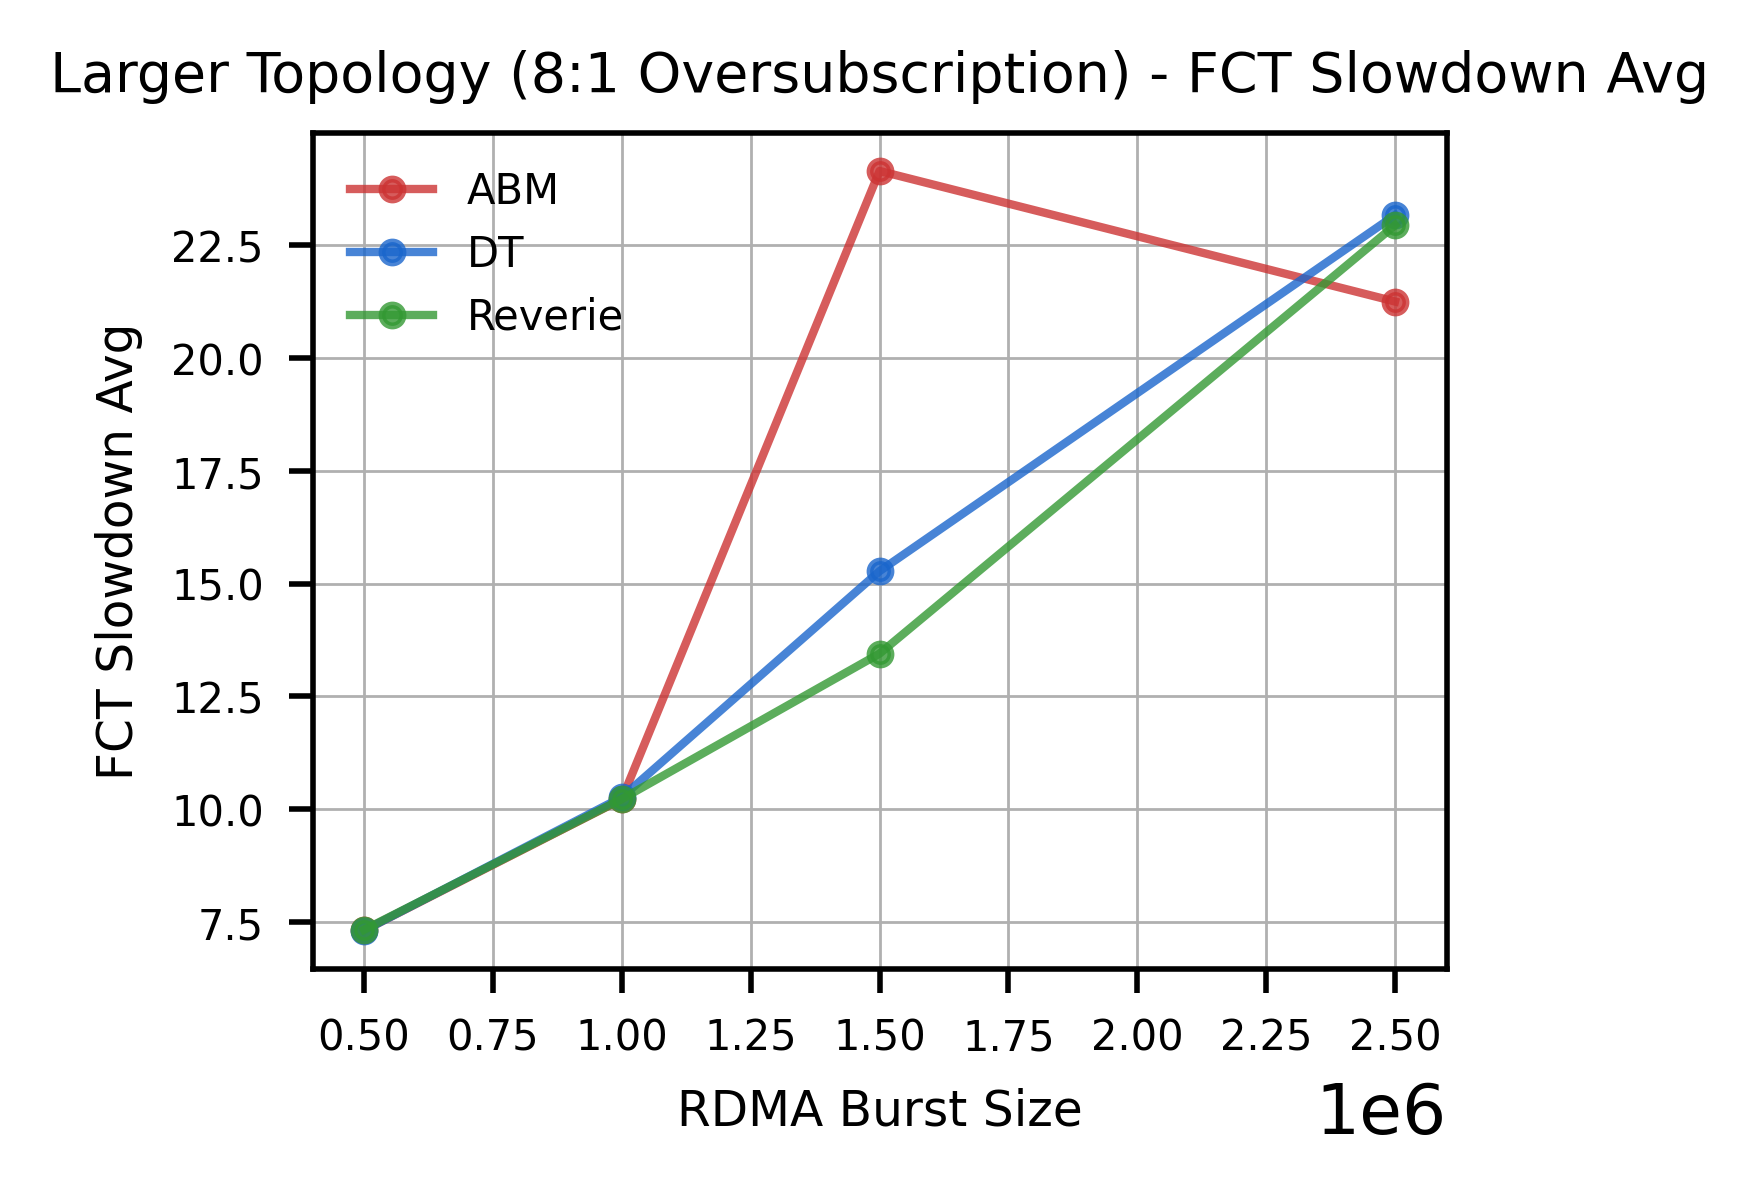 Larger Topology (8:1 Oversubscription) - FCT Slowdown Avg
ABM
DT
Reverie
FCT Slowdown Avg
22.5
20.0
17.5
15.0
12.5
10.0
7.5
0.50 0.75 1.00 1.25 1.50 1.75 2.00 2.25 2.50
RDMA Burst Size
1e6